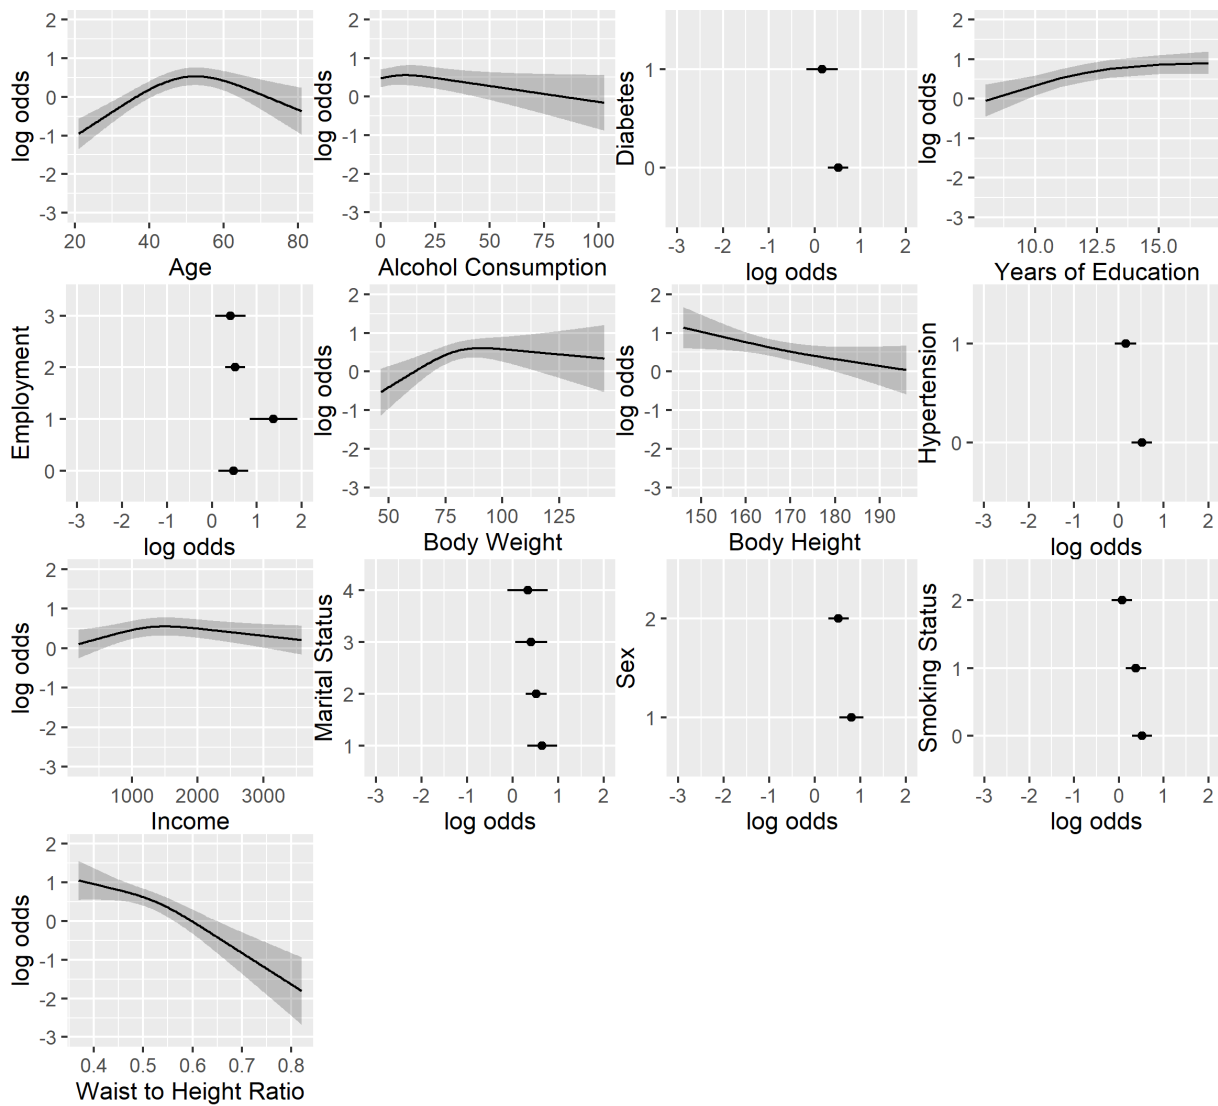 log odds
2
1
0
-1
-2
-3
20 40 60 80
Age
log odds
2
1
0
-1
-2
-3
0 25 50 75 100
Alcohol Consumption
Diabetes
1
0
-3 -2 -1 0 1 2
log odds
log odds
2
1
0
-1
-2
-3
10.0 12.5 15.0
Years of Education
Employment
3
2
1
0
-3 -2 -1 0 1 2
log odds
log odds
2
1
0
-1
-2
-3
50 75 100 125
Body Weight
log odds
2
1
0
-1
-2
-3
150 160 170 180 190
Body Height
Hypertension
1
0
-3 -2 -1 0 1 2
log odds
log odds
2
1
0
-1
-2
-3
1000 2000 3000
Income
Marital Status
4
3
2
1
-3 -2 -1 0 1 2
log odds
Sex
2
1
-3 -2 -1 0 1 2
log odds
Smoking Status
2
1
0
-3 -2 -1 0 1 2
log odds
log odds
2
1
0
-1
-2
-3
0.4 0.5 0.6 0.7 0.8
Waist to Height Ratio